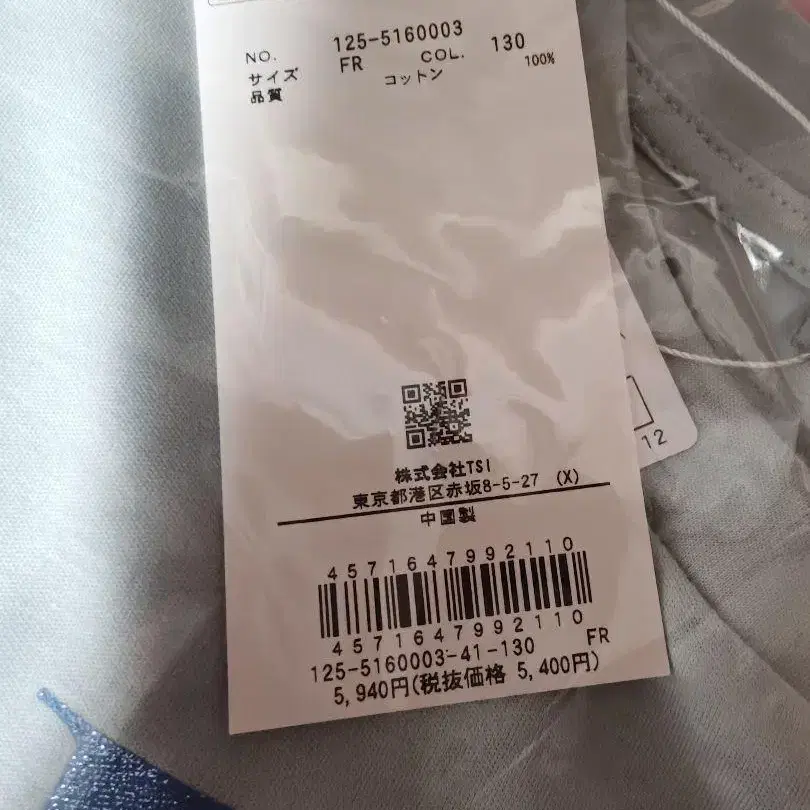 NO. 125-5160003 COL. 130
サイズ FR
品質 コットン 100%
株式会社TSI
東京都港区赤坂8-5-27 (X)
中国製
4571647992110
4571647992110
125-5160003-41-130 FR
5,940円(税抜価格 5,400円)
12